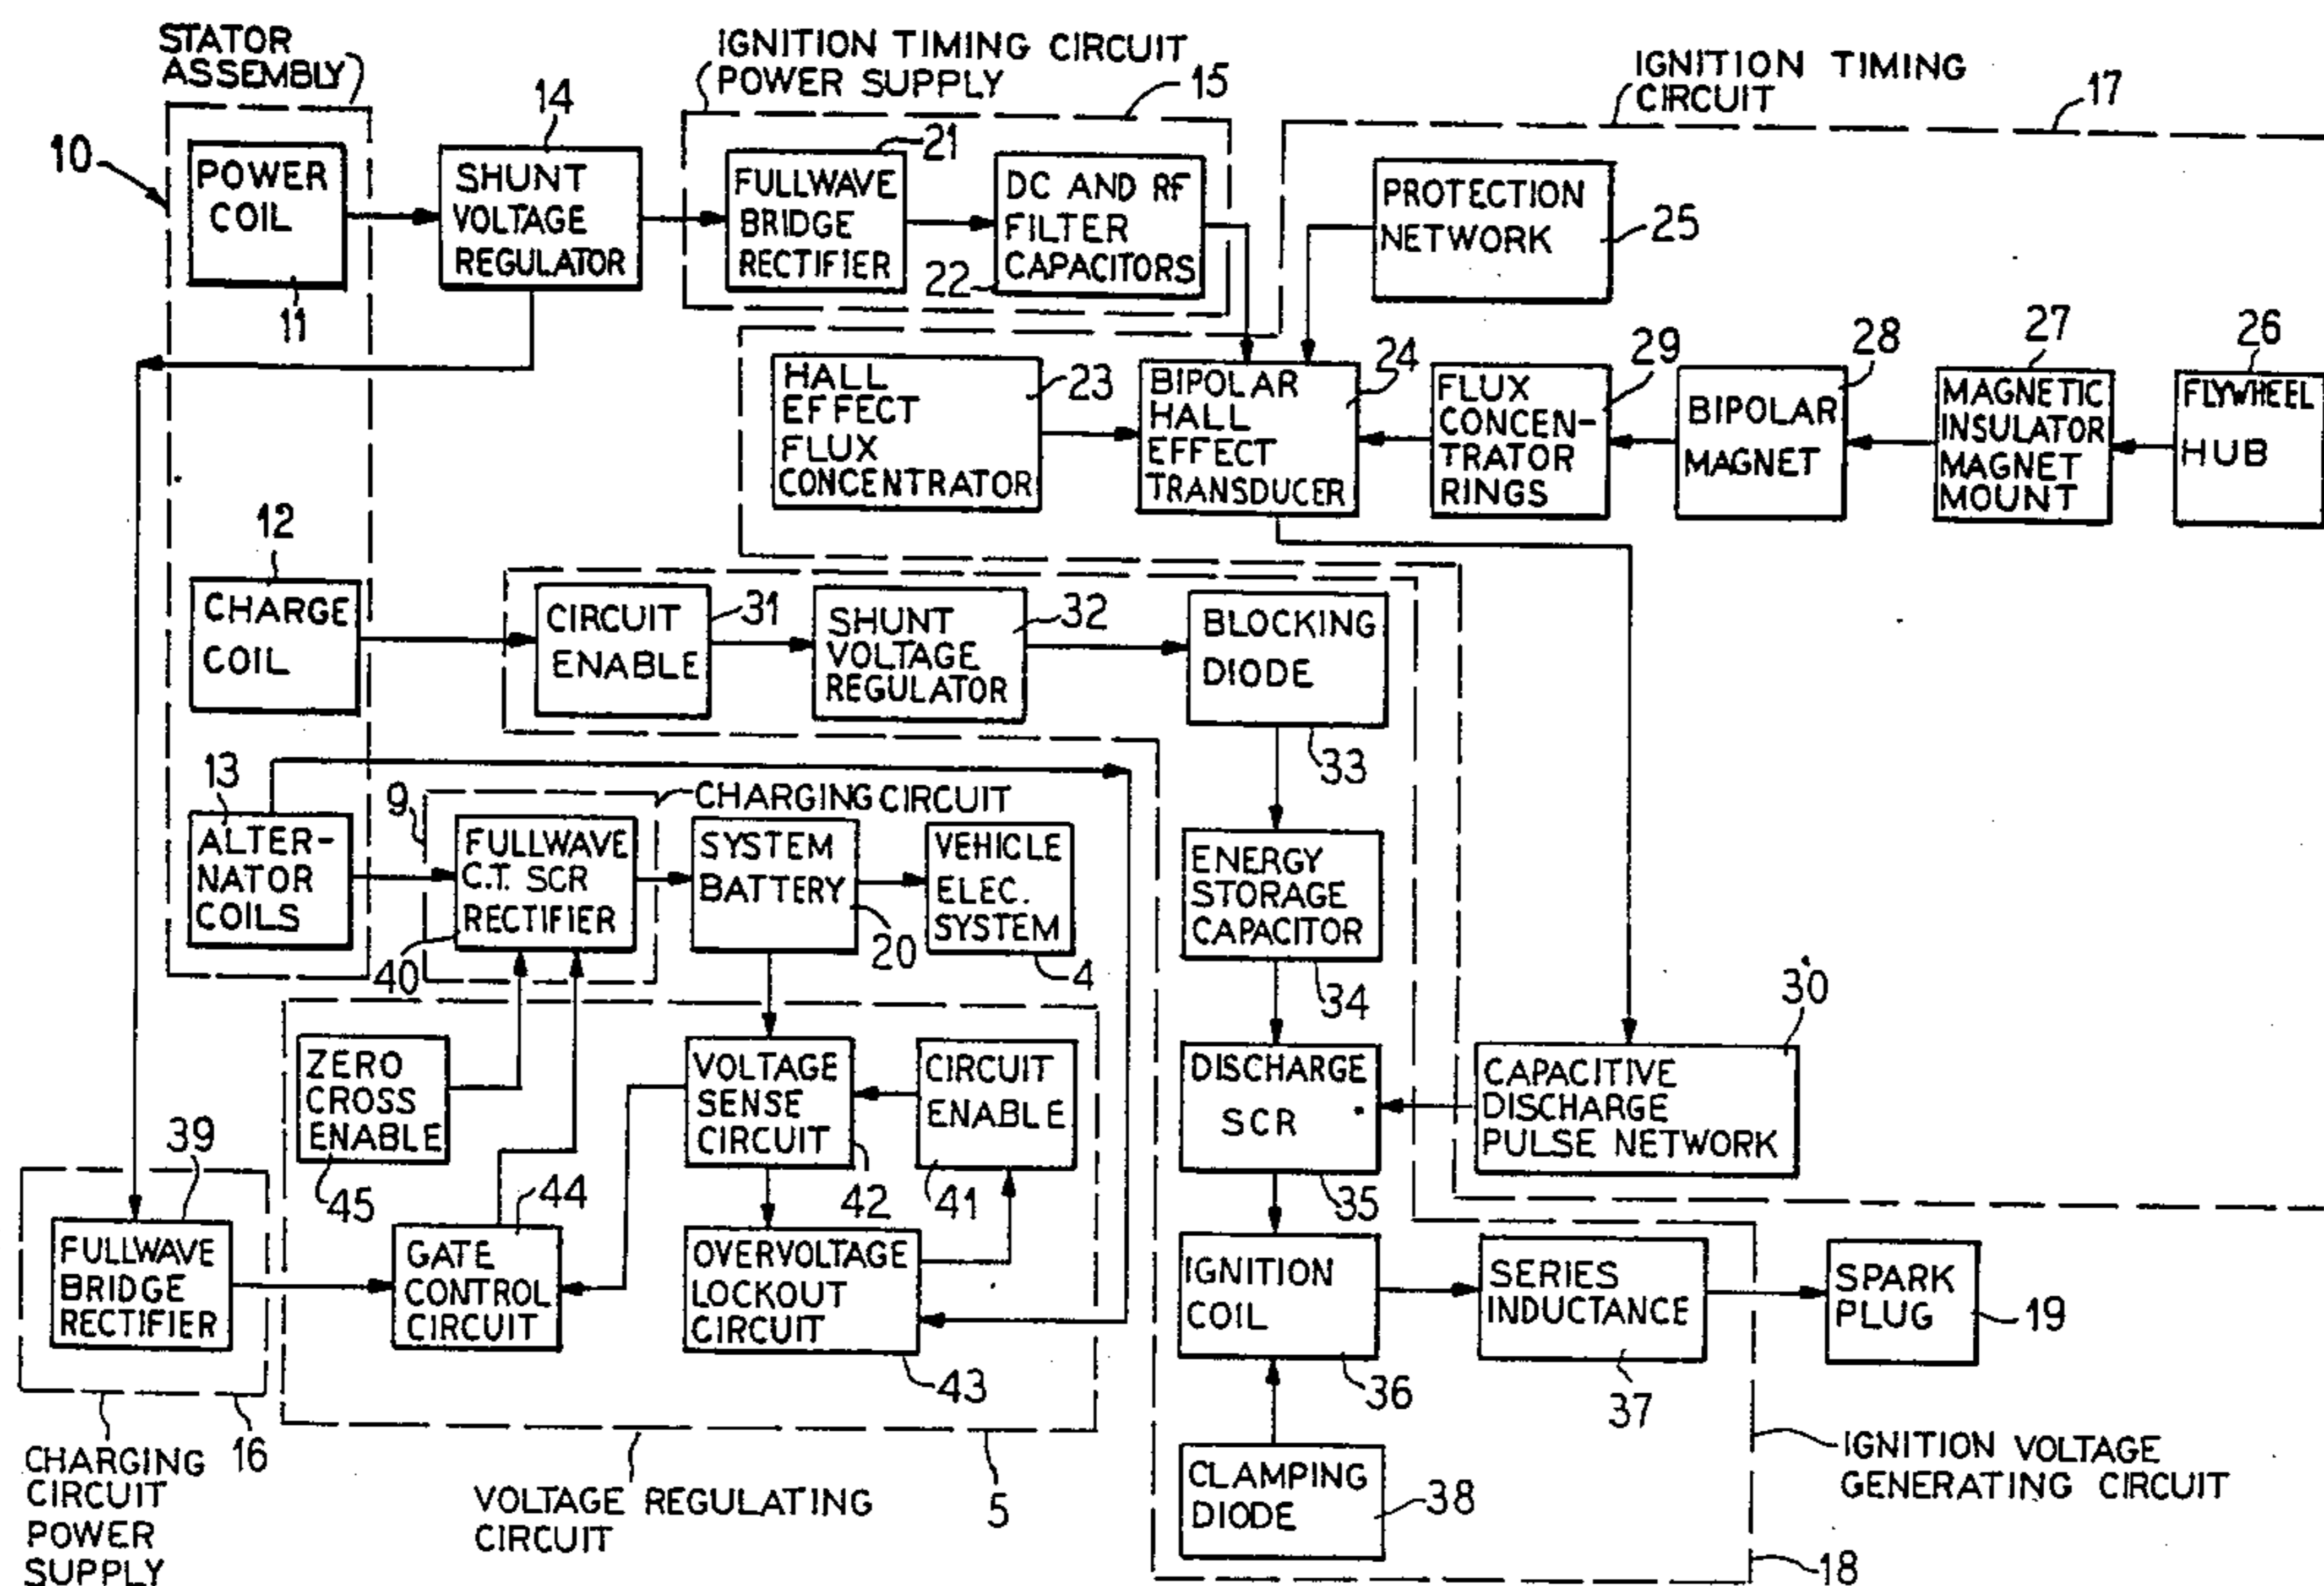 STATOR
ASSEMBLY
IGNITION TIMING CIRCUIT
POWER SUPPLY
IGNITION TIMING
CIRCUIT
10
14
15
17
POWER
COIL
11
SHUNT
VOLTAGE
REGULATOR
21
FULLWAVE
BRIDGE
RECTIFIER
22
DC AND RF
FILTER
CAPACITORS
PROTECTION
NETWORK
25
HALL
EFFECT
FLUX
CONCENTRATOR
23
BIPOLAR
HALL
EFFECT
TRANSDUCER
24
29
FLUX
CONCEN-
TRATOR
RINGS
28
BIPOLAR
MAGNET
27
MAGNETIC
INSULATOR
MAGNET
MOUNT
26
FLYWHEEL
HUB
12
CHARGE
COIL
CIRCUIT
ENABLE
31
SHUNT
VOLTAGE
REGULATOR
32
BLOCKING
DIODE
33
13
ALTER-
NATOR
COILS
9
CHARGING CIRCUIT
FULLWAVE
C.T. SCR
RECTIFIER
40
SYSTEM
BATTERY
20
VEHICLE
ELEC.
SYSTEM
4
ENERGY
STORAGE
CAPACITOR
34
30
ZERO
CROSS
ENABLE
45
VOLTAGE
SENSE
CIRCUIT
42
CIRCUIT
ENABLE
41
DISCHARGE
SCR
35
CAPACITIVE
DISCHARGE
PULSE NETWORK
39
FULLWAVE
BRIDGE
RECTIFIER
44
GATE
CONTROL
CIRCUIT
OVERVOLTAGE
LOCKOUT
CIRCUIT
43
IGNITION
COIL
36
SERIES
INDUCTANCE
37
SPARK
PLUG
19
CHARGING
CIRCUIT
POWER
SUPPLY
16
VOLTAGE REGULATING
CIRCUIT
5
CLAMPING
DIODE
38
IGNITION VOLTAGE
GENERATING CIRCUIT
18